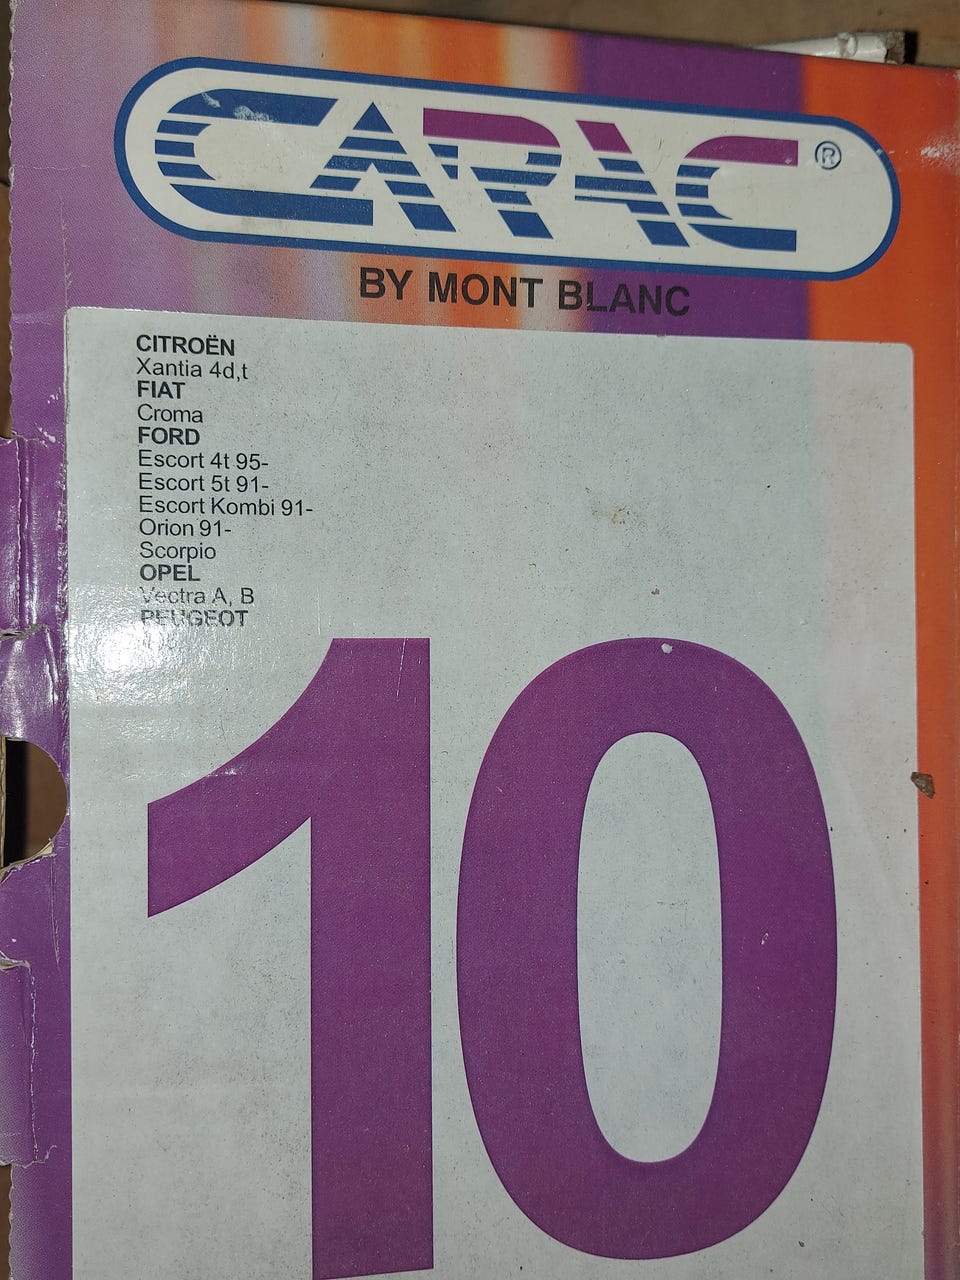 CAPAC®
BY MONT BLANC
CITROËN
Xantia 4d,t
FIAT
Croma
FORD
Escort 4t 95-
Escort 5t 91-
Escort Kombi 91-
Orion 91-
Scorpio
OPEL
Vectra A, B
PEUGEOT
10